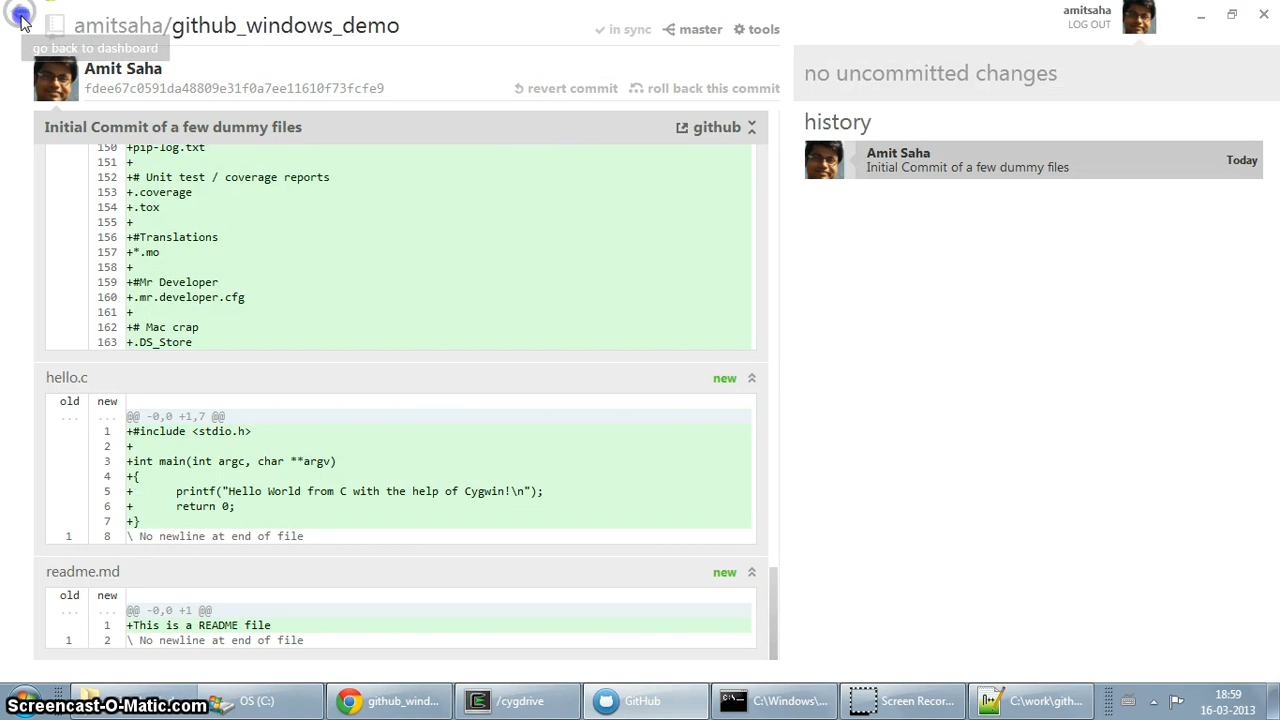 amitsaha/github_windows_demo
in sync
master
tools
amitsaha
LOG OUT
go back to dashboard
Amit Saha
fdee67c0591da48809e31f0a7ee11610f73fcfe9
revert commit
roll back this commit
no uncommitted changes
Initial Commit of a few dummy files
github
history
Amit Saha
Initial Commit of a few dummy files
Today
150 +pip-log.txt
151 +
152 +# Unit test / coverage reports
153 +.coverage
154 +.tox
155 +
156 +#Translations
157 +*.mo
158 +
159 +#Mr Developer
160 +.mr.developer.cfg
161 +
162 +# Mac crap
163 +.DS_Store
hello.c
new
old new
... ... @@ -0,0 +1,7 @@
1 +#include <stdio.h>
2 +
3 +int main(int argc, char **argv)
4 +{
5 + printf("Hello World from C with the help of Cygwin!\n");
6 + return 0;
7 +}
1 8 \ No newline at end of file
readme.md
new
old new
... ... @@ -0,0 +1 @@
1 +This is a README file
1 2 \ No newline at end of file
Screencast-O-Matic.com
OS (C:)
github_wind...
/cygdrive
GitHub
C:\Windows\...
Screen Recor...
C:\work\gith...
18:59
16-03-2013